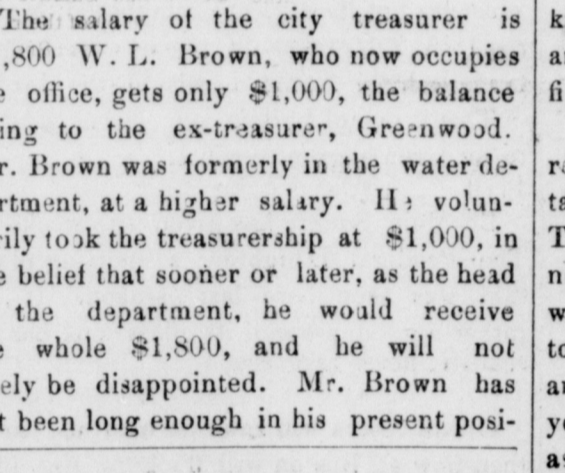 The salary of the city treasurer is
,800 W. L. Brown, who now occupies
e office, gets only $1,000, the balance
ing to the ex-treasurer, Greenwood.
r. Brown was formerly in the water de-
rtment, at a higher salary. He volun-
rily took the treasurership at $1,000, in
e belief that sooner or later, as the head
the department, he would receive
e whole $1,800, and he will not
ely be disappointed. Mr. Brown has
t been long enough in his present posi-
k
a
fi
r
ta
T
n
w
to
a
y
a